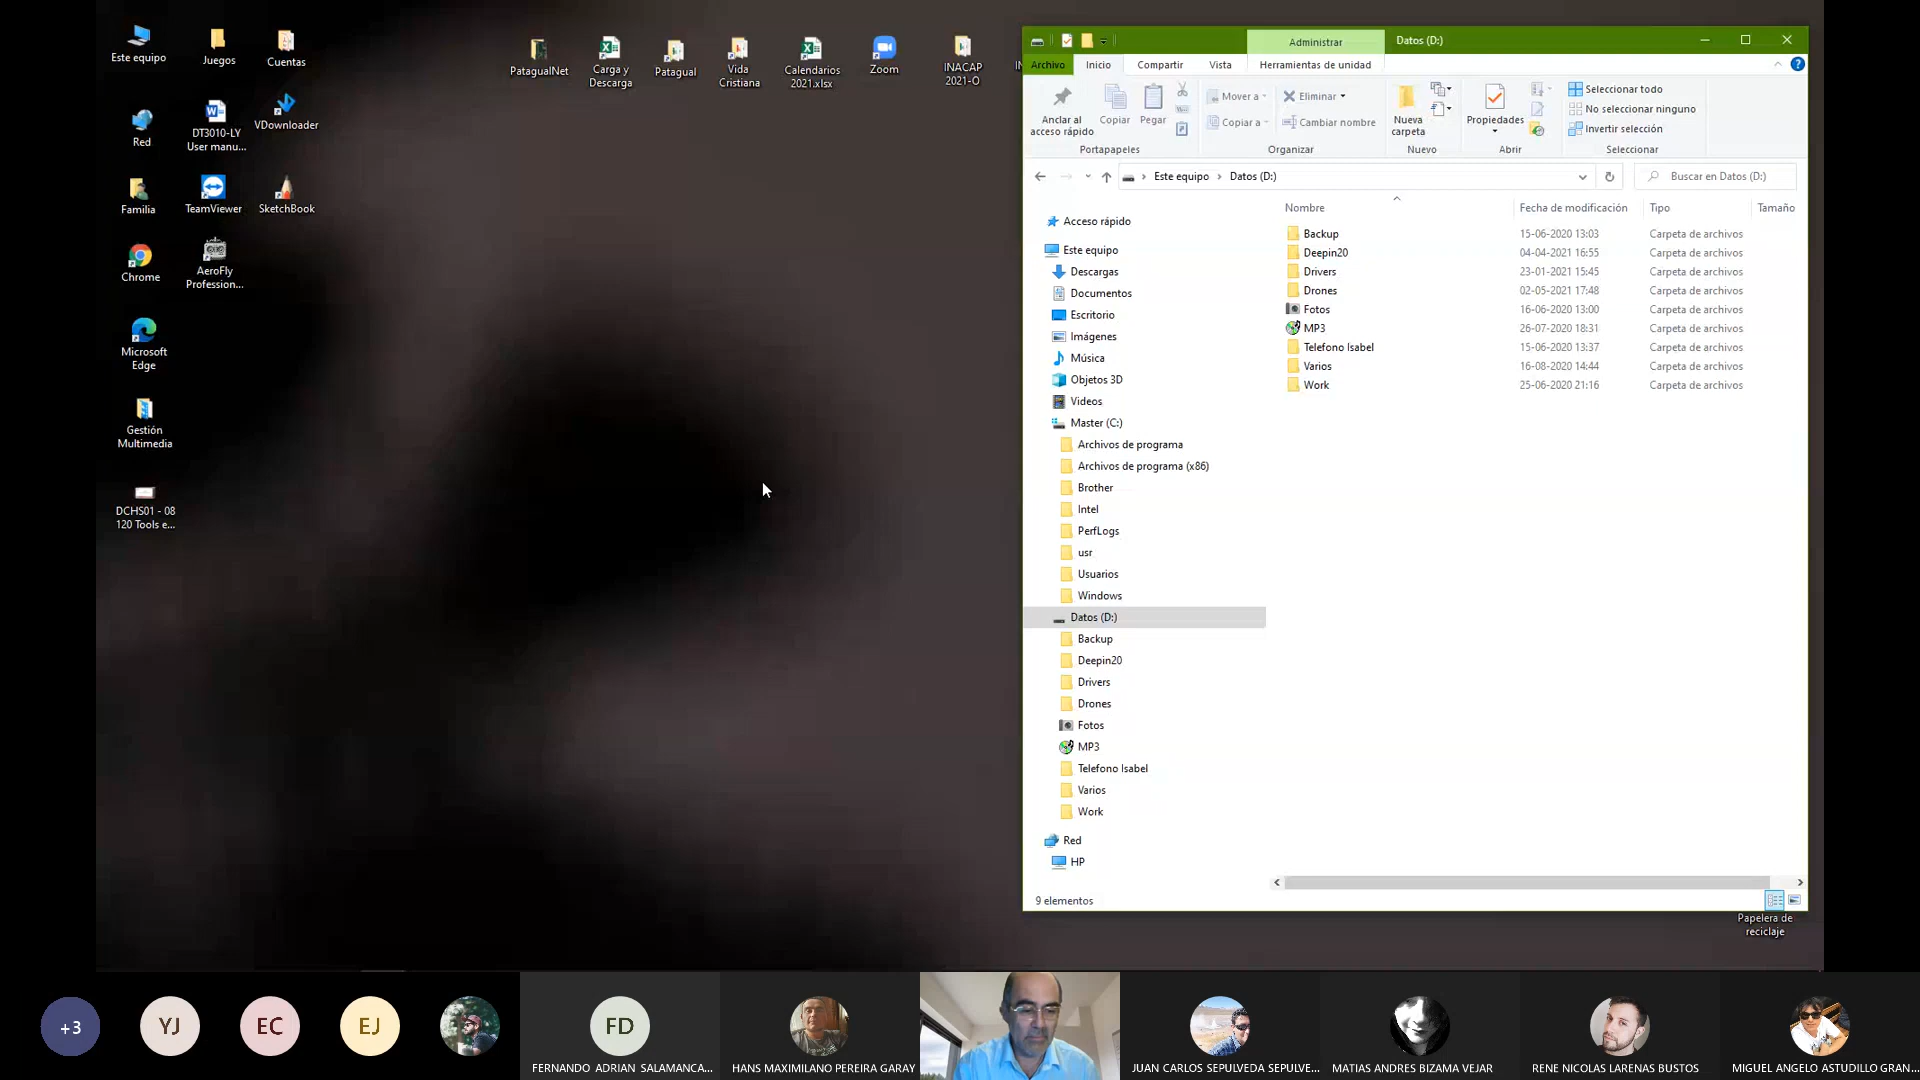 Este equipo
Juegos
Cuentas
PatagualNet
Carga y
Descarga
Patagual
Vida
Cristiana
Calendarios
2021.xlsx
Zoom
INACAP
2021-O
Red
DT3010-LY
User manu...
VDownloader
Familia
TeamViewer
SketchBook
Chrome
AeroFly
Profession...
Microsoft
Edge
Gestión
Multimedia
DCHS01 - 08
120 Tools e...
Administrar
Datos (D:)
Archivo
Inicio
Compartir
Vista
Herramientas de unidad
Anclar al
acceso rápido
Copiar
Pegar
Mover a
Copiar a
Eliminar
Cambiar nombre
Nueva
carpeta
Propiedades
Seleccionar todo
No seleccionar ninguno
Invertir selección
Portapapeles
Organizar
Nuevo
Abrir
Seleccionar
Este equipo > Datos (D:)
Buscar en Datos (D:)
Nombre Fecha de modificación Tipo Tamaño
Backup 15-06-2020 13:03 Carpeta de archivos
Deepin20 04-04-2021 16:55 Carpeta de archivos
Drivers 23-01-2021 15:45 Carpeta de archivos
Drones 02-05-2021 17:48 Carpeta de archivos
Fotos 16-06-2020 13:00 Carpeta de archivos
MP3 26-07-2020 18:31 Carpeta de archivos
Telefono Isabel 15-06-2020 13:37 Carpeta de archivos
Varios 16-08-2020 14:44 Carpeta de archivos
Work 25-06-2020 21:16 Carpeta de archivos
Acceso rápido
Este equipo
Descargas
Documentos
Escritorio
Imágenes
Música
Objetos 3D
Videos
Master (C:)
Archivos de programa
Archivos de programa (x86)
Brother
Intel
PerfLogs
usr
Usuarios
Windows
Datos (D:)
Backup
Deepin20
Drivers
Drones
Fotos
MP3
Telefono Isabel
Varios
Work
Red
HP
9 elementos
Papelera de
reciclaje
+3
YJ
EC
EJ
FD
FERNANDO ADRIAN SALAMANCA...
HANS MAXIMILANO PEREIRA GARAY
JUAN CARLOS SEPULVEDA SEPULVE...
MATIAS ANDRES BIZAMA VEJAR
RENE NICOLAS LARENAS BUSTOS
MIGUEL ANGELO ASTUDILLO GRAN...